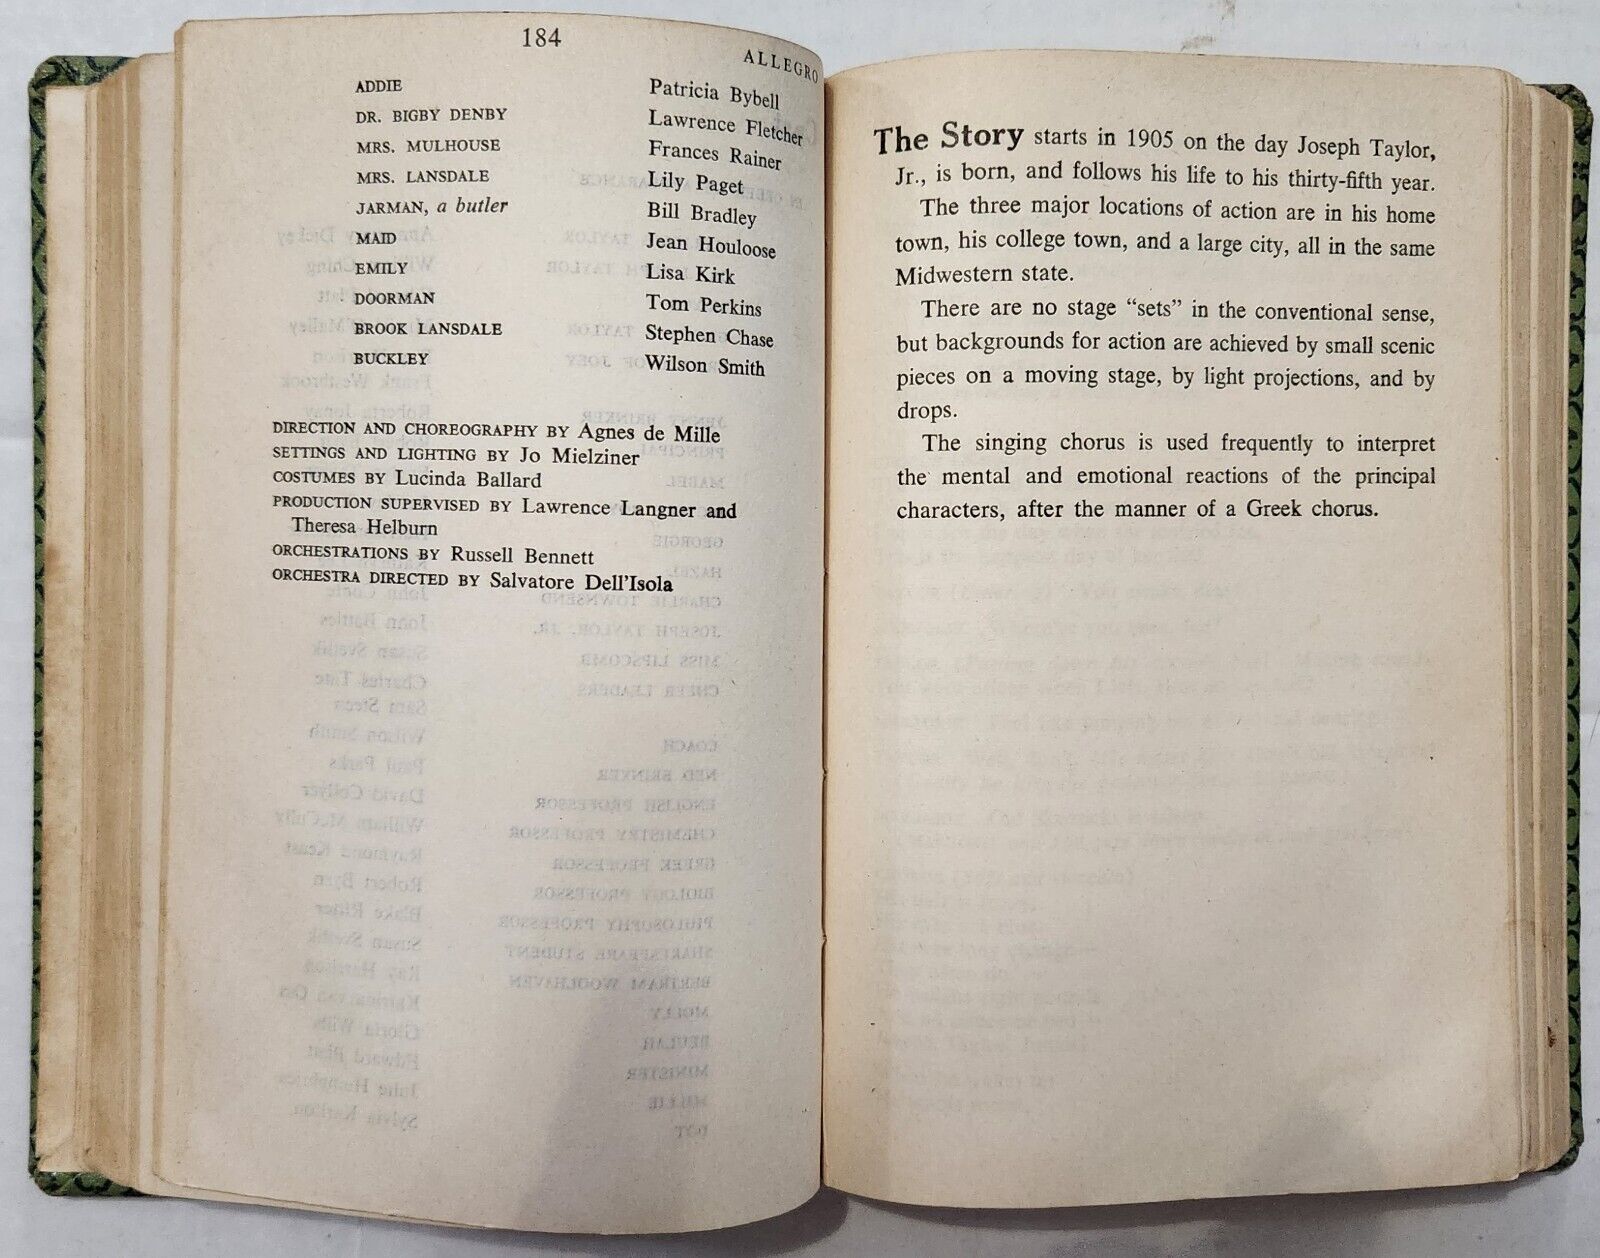 184
ALLEGRO
ADDIE Patricia Bybell
DR. BIGBY DENBY Lawrence Fletcher
MRS. MULHOUSE Frances Rainer
MRS. LANSDALE Lily Paget
JARMAN, a butler Bill Bradley
MAID Jean Houloose
EMILY Lisa Kirk
DOORMAN Tom Perkins
BROOK LANSDALE Stephen Chase
BUCKLEY Wilson Smith
DIRECTION AND CHOREOGRAPHY BY Agnes de Mille
SETTINGS AND LIGHTING BY Jo Mielziner
COSTUMES BY Lucinda Ballard
PRODUCTION SUPERVISED BY Lawrence Langner and
Theresa Helburn
ORCHESTRATIONS BY Russell Bennett
ORCHESTRA DIRECTED BY Salvatore Dell'Isola
The Story starts in 1905 on the day Joseph Taylor,
Jr., is born, and follows his life to his thirty-fifth year.
The three major locations of action are in his home
town, his college town, and a large city, all in the same
Midwestern state.
There are no stage "sets" in the conventional sense,
but backgrounds for action are achieved by small scenic
pieces on a moving stage, by light projections, and by
drops.
The singing chorus is used frequently to interpret
the mental and emotional reactions of the principal
characters, after the manner of a Greek chorus.